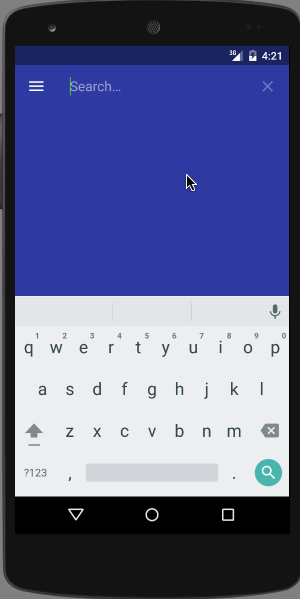 3G 4:21
Search...
1 2 3 4 5 6 7 8 9 0
q w e r t y u i o p
a s d f g h j k l
z x c v b n m
?123 , .